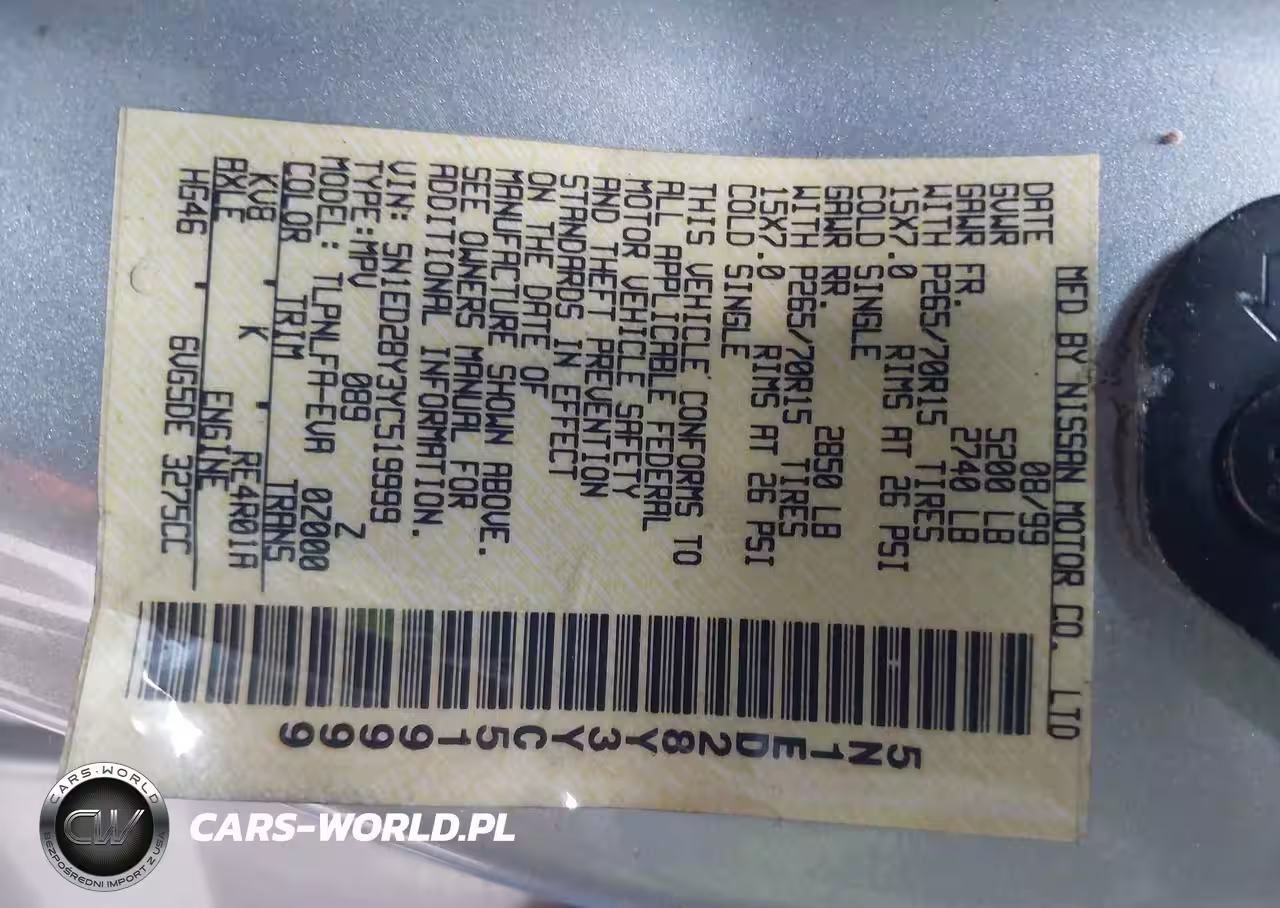 MFD BY NISSAN MOTOR CO. LTD
DATE 08/99
GVWR 5200 LB
GAWR FR. 2740 LB
WITH P265/70R15 TIRES
15X7.0 RIMS AT 26 PSI
COLD SINGLE
GAWR RR. 2850 LB
WITH P265/70R15 TIRES
15X7.0 RIMS AT 26 PSI
COLD SINGLE
THIS VEHICLE CONFORMS TO
ALL APPLICABLE FEDERAL
MOTOR VEHICLE SAFETY
AND THEFT PREVENTION
STANDARDS IN EFFECT
ON THE DATE OF
MANUFACTURE SHOWN ABOVE.
SEE OWNERS MANUAL FOR
ADDITIONAL INFORMATION.
VIN: 5N1ED28Y3YC519999
TYPE:MPV 089 Z
MODEL: TLPNLFA-EVA 0Z000
COLOR TRIM TRANS
KV8 K RE4R01A
AXLE ENGINE
HG46 6VG5DE 3275CC
5N1ED28Y3YC519999
CARS-WORLD
CW
BEZPOŚREDNI IMPORT Z USA
CARS-WORLD.PL